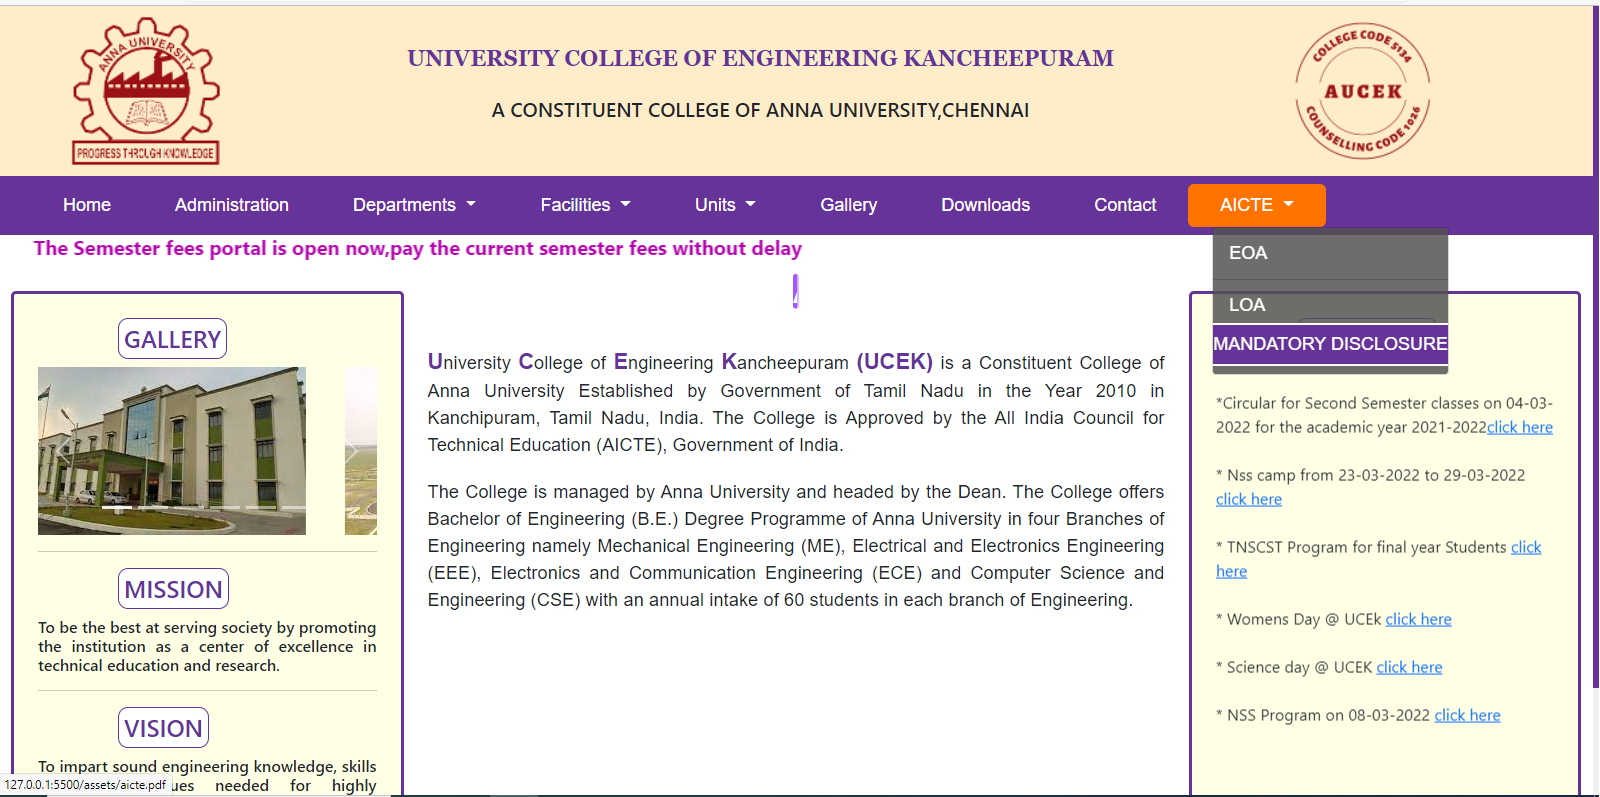 ANNA UNIVERSITY
PROGRESS THROUGH KNOWLEDGE
UNIVERSITY COLLEGE OF ENGINEERING KANCHEEPURAM
A CONSTITUENT COLLEGE OF ANNA UNIVERSITY,CHENNAI
COLLEGE CODE 5134
AUCEK
COUNSELLING CODE 1026
Home Administration Departments Facilities Units Gallery Downloads Contact AICTE
The Semester fees portal is open now,pay the current semester fees without delay
EOA
LOA
MANDATORY DISCLOSURE
GALLERY
MISSION
To be the best at serving society by promoting
the institution as a center of excellence in
technical education and research.
VISION
To impart sound engineering knowledge, skills
needed for highly
University College of Engineering Kancheepuram (UCEK) is a Constituent College of
Anna University Established by Government of Tamil Nadu in the Year 2010 in
Kanchipuram, Tamil Nadu, India. The College is Approved by the All India Council for
Technical Education (AICTE), Government of India.
The College is managed by Anna University and headed by the Dean. The College offers
Bachelor of Engineering (B.E.) Degree Programme of Anna University in four Branches of
Engineering namely Mechanical Engineering (ME), Electrical and Electronics Engineering
(EEE), Electronics and Communication Engineering (ECE) and Computer Science and
Engineering (CSE) with an annual intake of 60 students in each branch of Engineering.
*Circular for Second Semester classes on 04-03-
2022 for the academic year 2021-2022click here
* Nss camp from 23-03-2022 to 29-03-2022
click here
* TNSCST Program for final year Students click
here
* Womens Day @ UCEk click here
* Science day @ UCEK click here
* NSS Program on 08-03-2022 click here
127.0.0.1:5500/assets/aicte.pdf